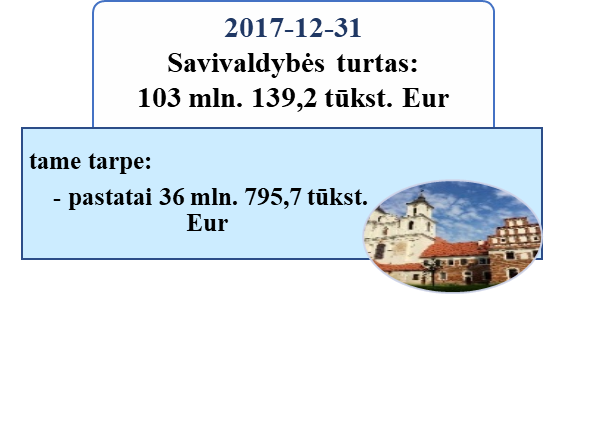 2017-12-31
Savivaldybės turtas:
103 mln. 139,2 tūkst. Eur
tame tarpe:
- pastatai 36 mln. 795,7 tūkst.
Eur